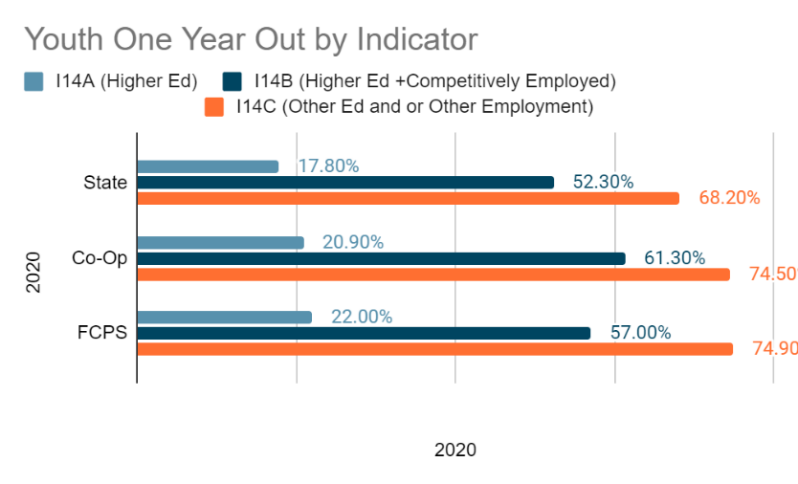 Youth One Year Out by Indicator
I14A (Higher Ed) I14B (Higher Ed +Competitively Employed)
I14C (Other Ed and or Other Employment)
State
17.80%
52.30%
68.20%
Co-Op
20.90%
61.30%
74.50
FCPS
22.00%
57.00%
74.90
2020
2020